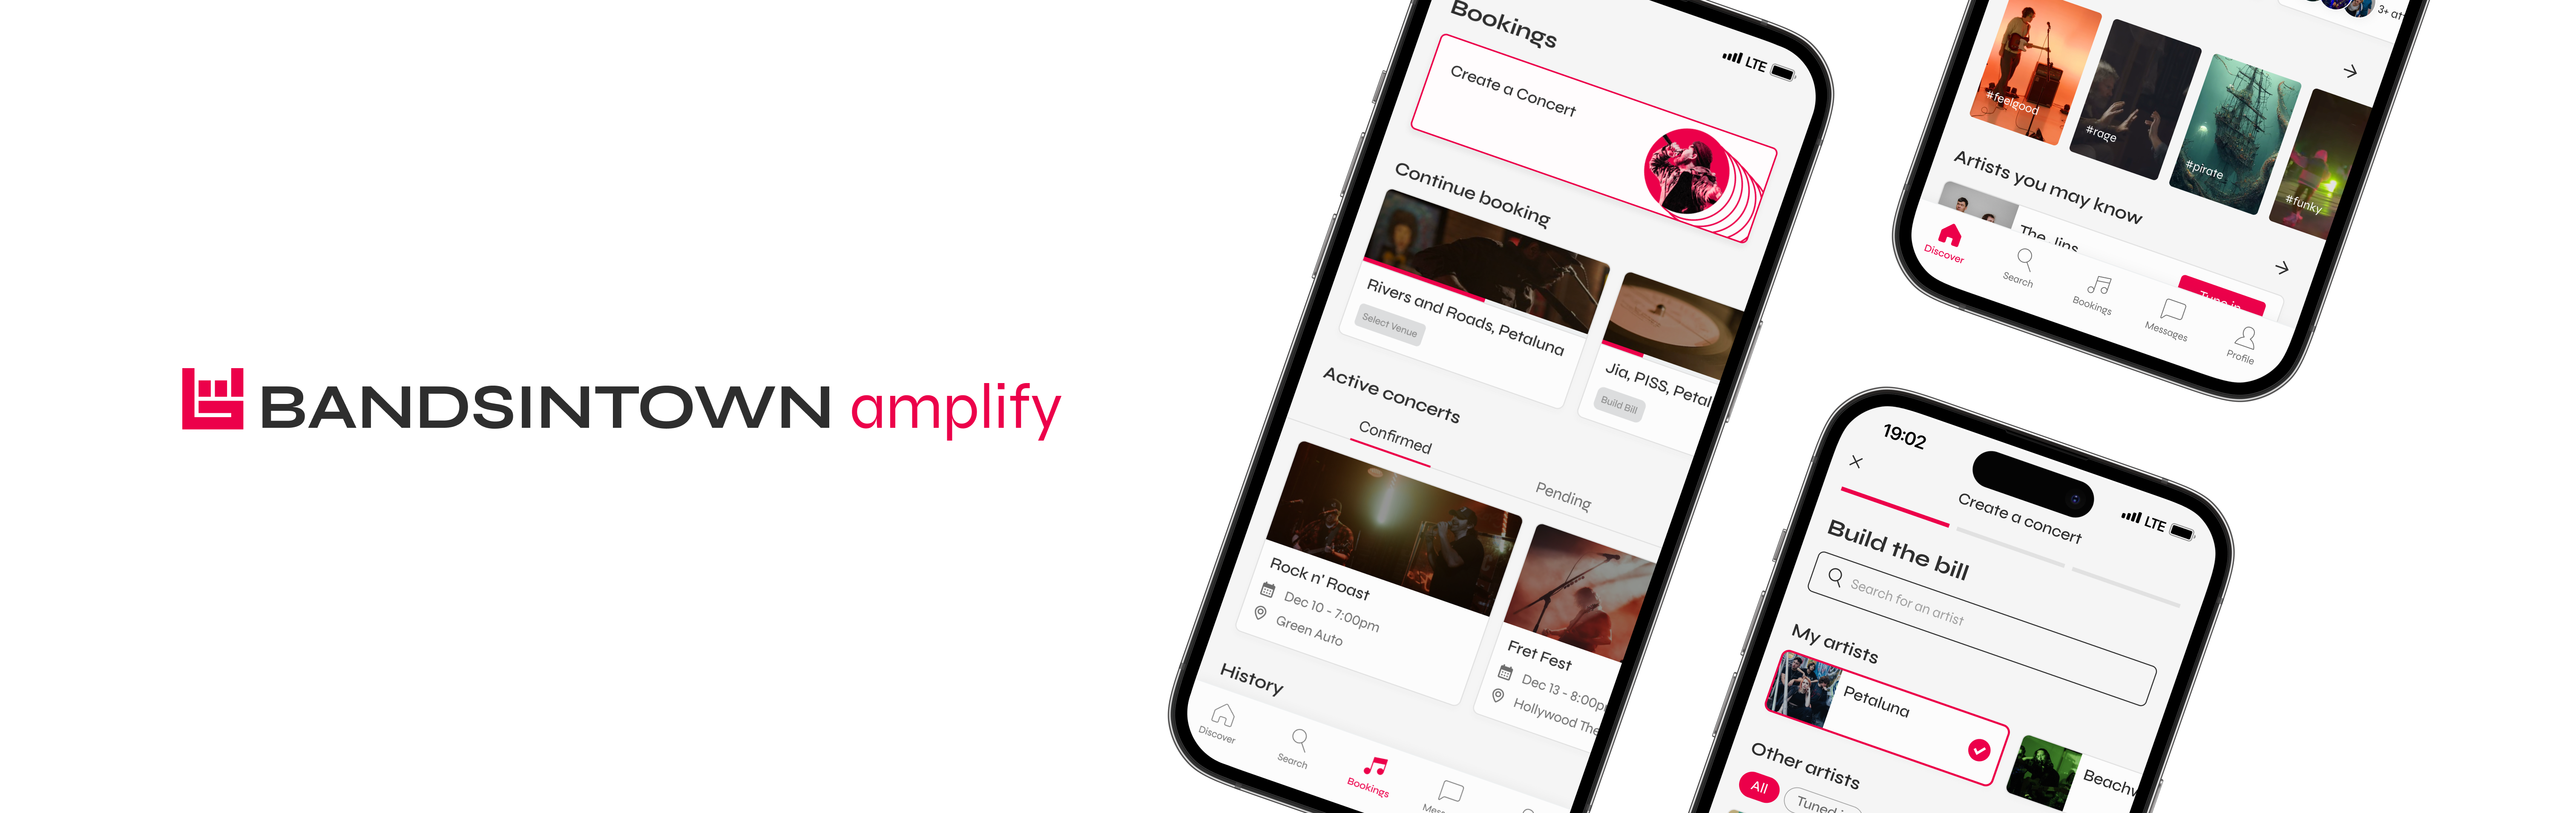 BANDSINTOWN amplify
Bookings
LTE
Create a Concert
Continue booking
Rivers and Roads, Petaluna
Select Venue
Jia, PISS, Petal
Build Bill
Active concerts
Confirmed
Pending
Rock n' Roast
Dec 10 - 7:00pm
Green Auto
Fret Fest
Dec 13 - 8:00p
Hollywood The
History
Discover
Search
Bookings
3+ at
#feelgood
#rage
#pirate
#funky
Artists you may know
The Jins
Tune in
Discover
Search
Bookings
Messages
Profile
19:02
LTE
Create a concert
Build the bill
Search for an artist
My artists
Petaluna
Beachw
Other artists
All
Tuned